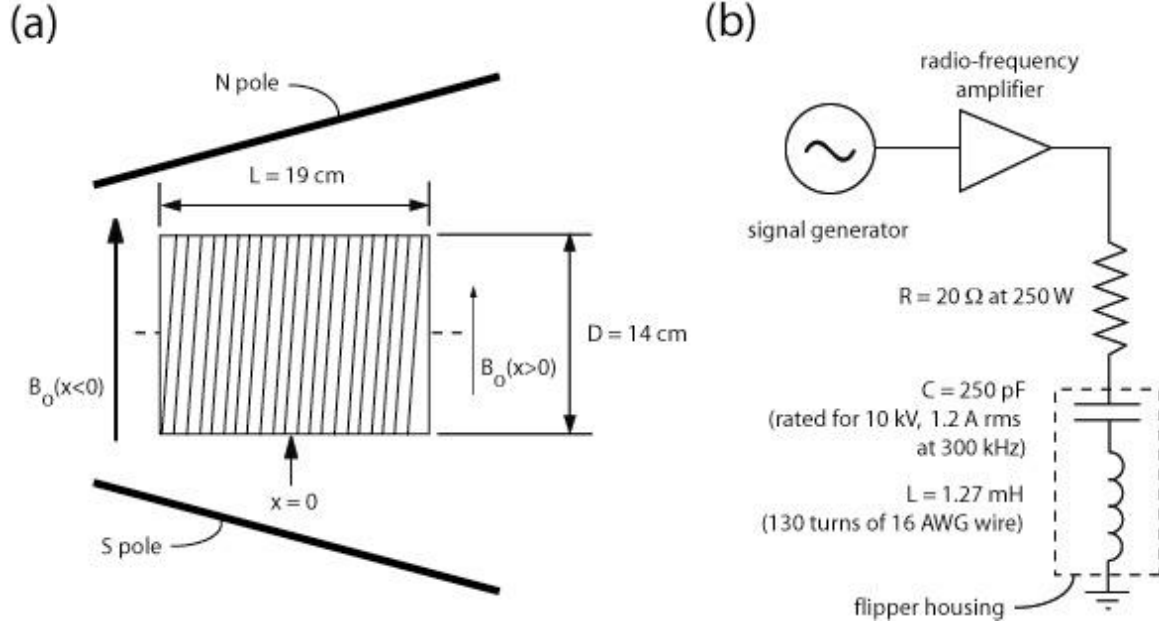 (a)
N pole
L = 19 cm
B_o(x<0)
B_o(x>0)
D = 14 cm
x = 0
S pole
(b)
radio-frequency
amplifier
signal generator
R = 20 Ω at 250 W
C = 250 pF
(rated for 10 kV, 1.2 A rms
at 300 kHz)
L = 1.27 mH
(130 turns of 16 AWG wire)
flipper housing